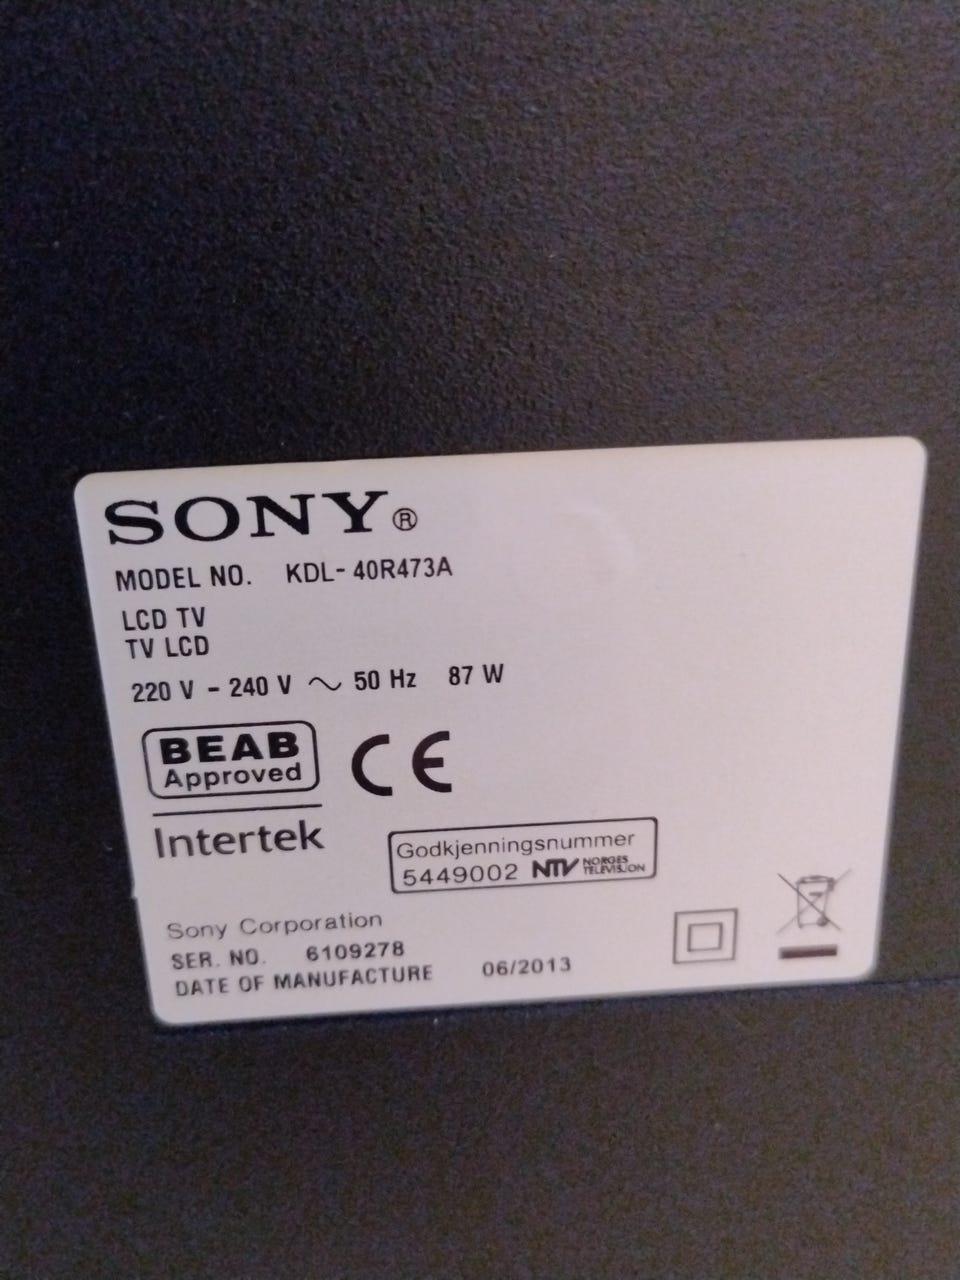 SONY®
MODEL NO. KDL-40R473A
LCD TV
TV LCD
220 V - 240 V ~ 50 Hz 87 W
BEAB
Approved
CE
Intertek
Godkjenningsnummer
5449002 NTV NORGES
TELEVISJON
Sony Corporation
SER. NO. 6109278
DATE OF MANUFACTURE 06/2013